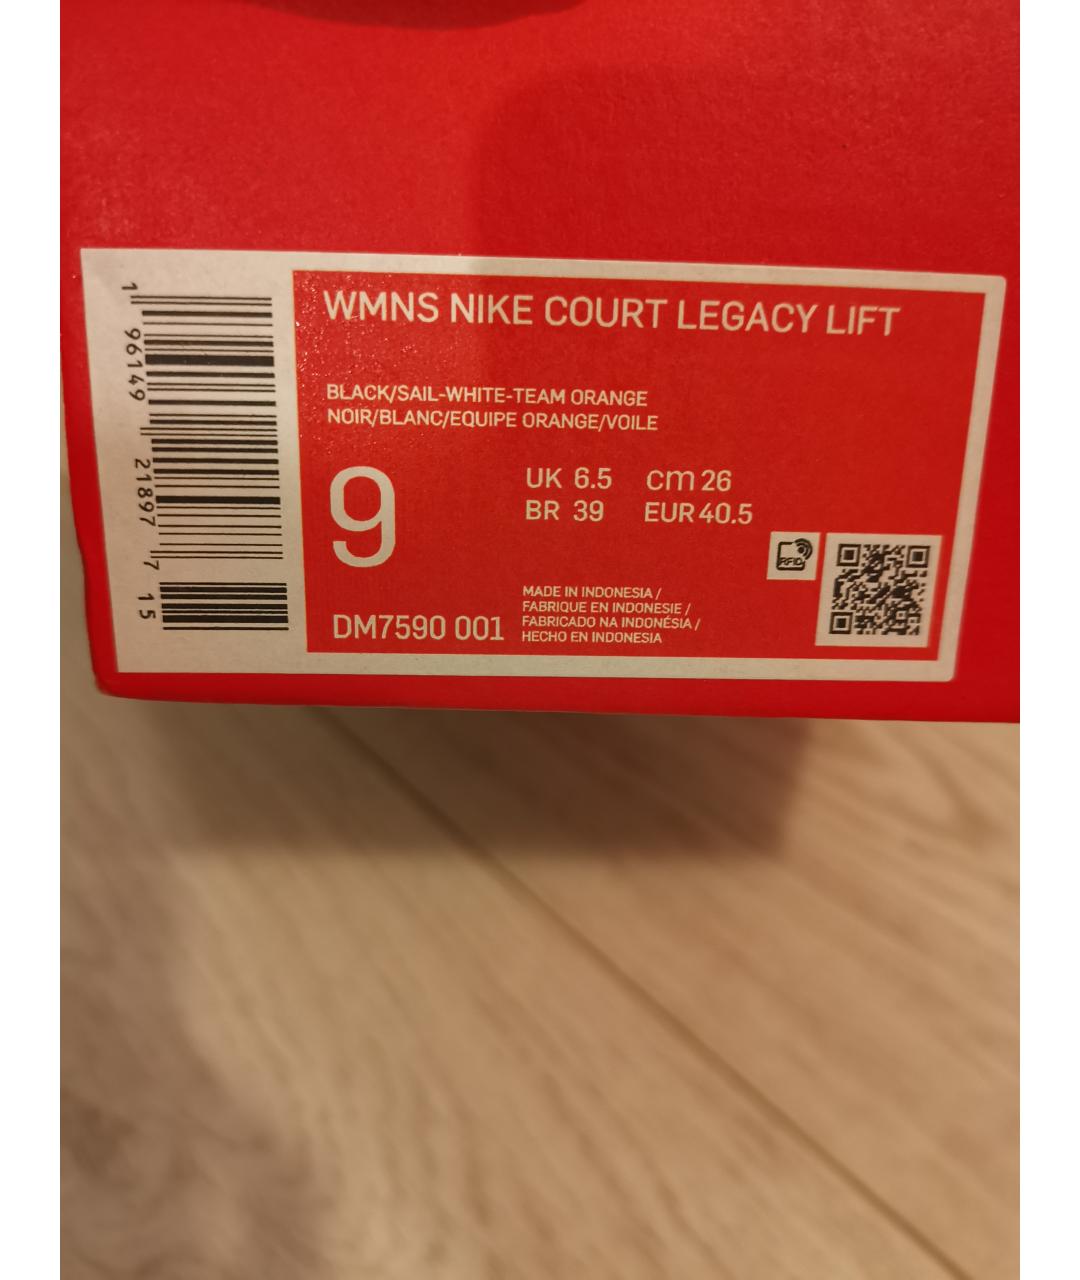 WMNS NIKE COURT LEGACY LIFT
BLACK/SAIL-WHITE-TEAM ORANGE
NOIR/BLANC/EQUIPE ORANGE/VOILE
9
UK 6.5 cm 26
BR 39 EUR 40.5
RFID
DM7590 001
MADE IN INDONESIA /
FABRIQUE EN INDONESIE /
FABRICADO NA INDONÉSIA /
HECHO EN INDONESIA
1 96149 21897 7 15